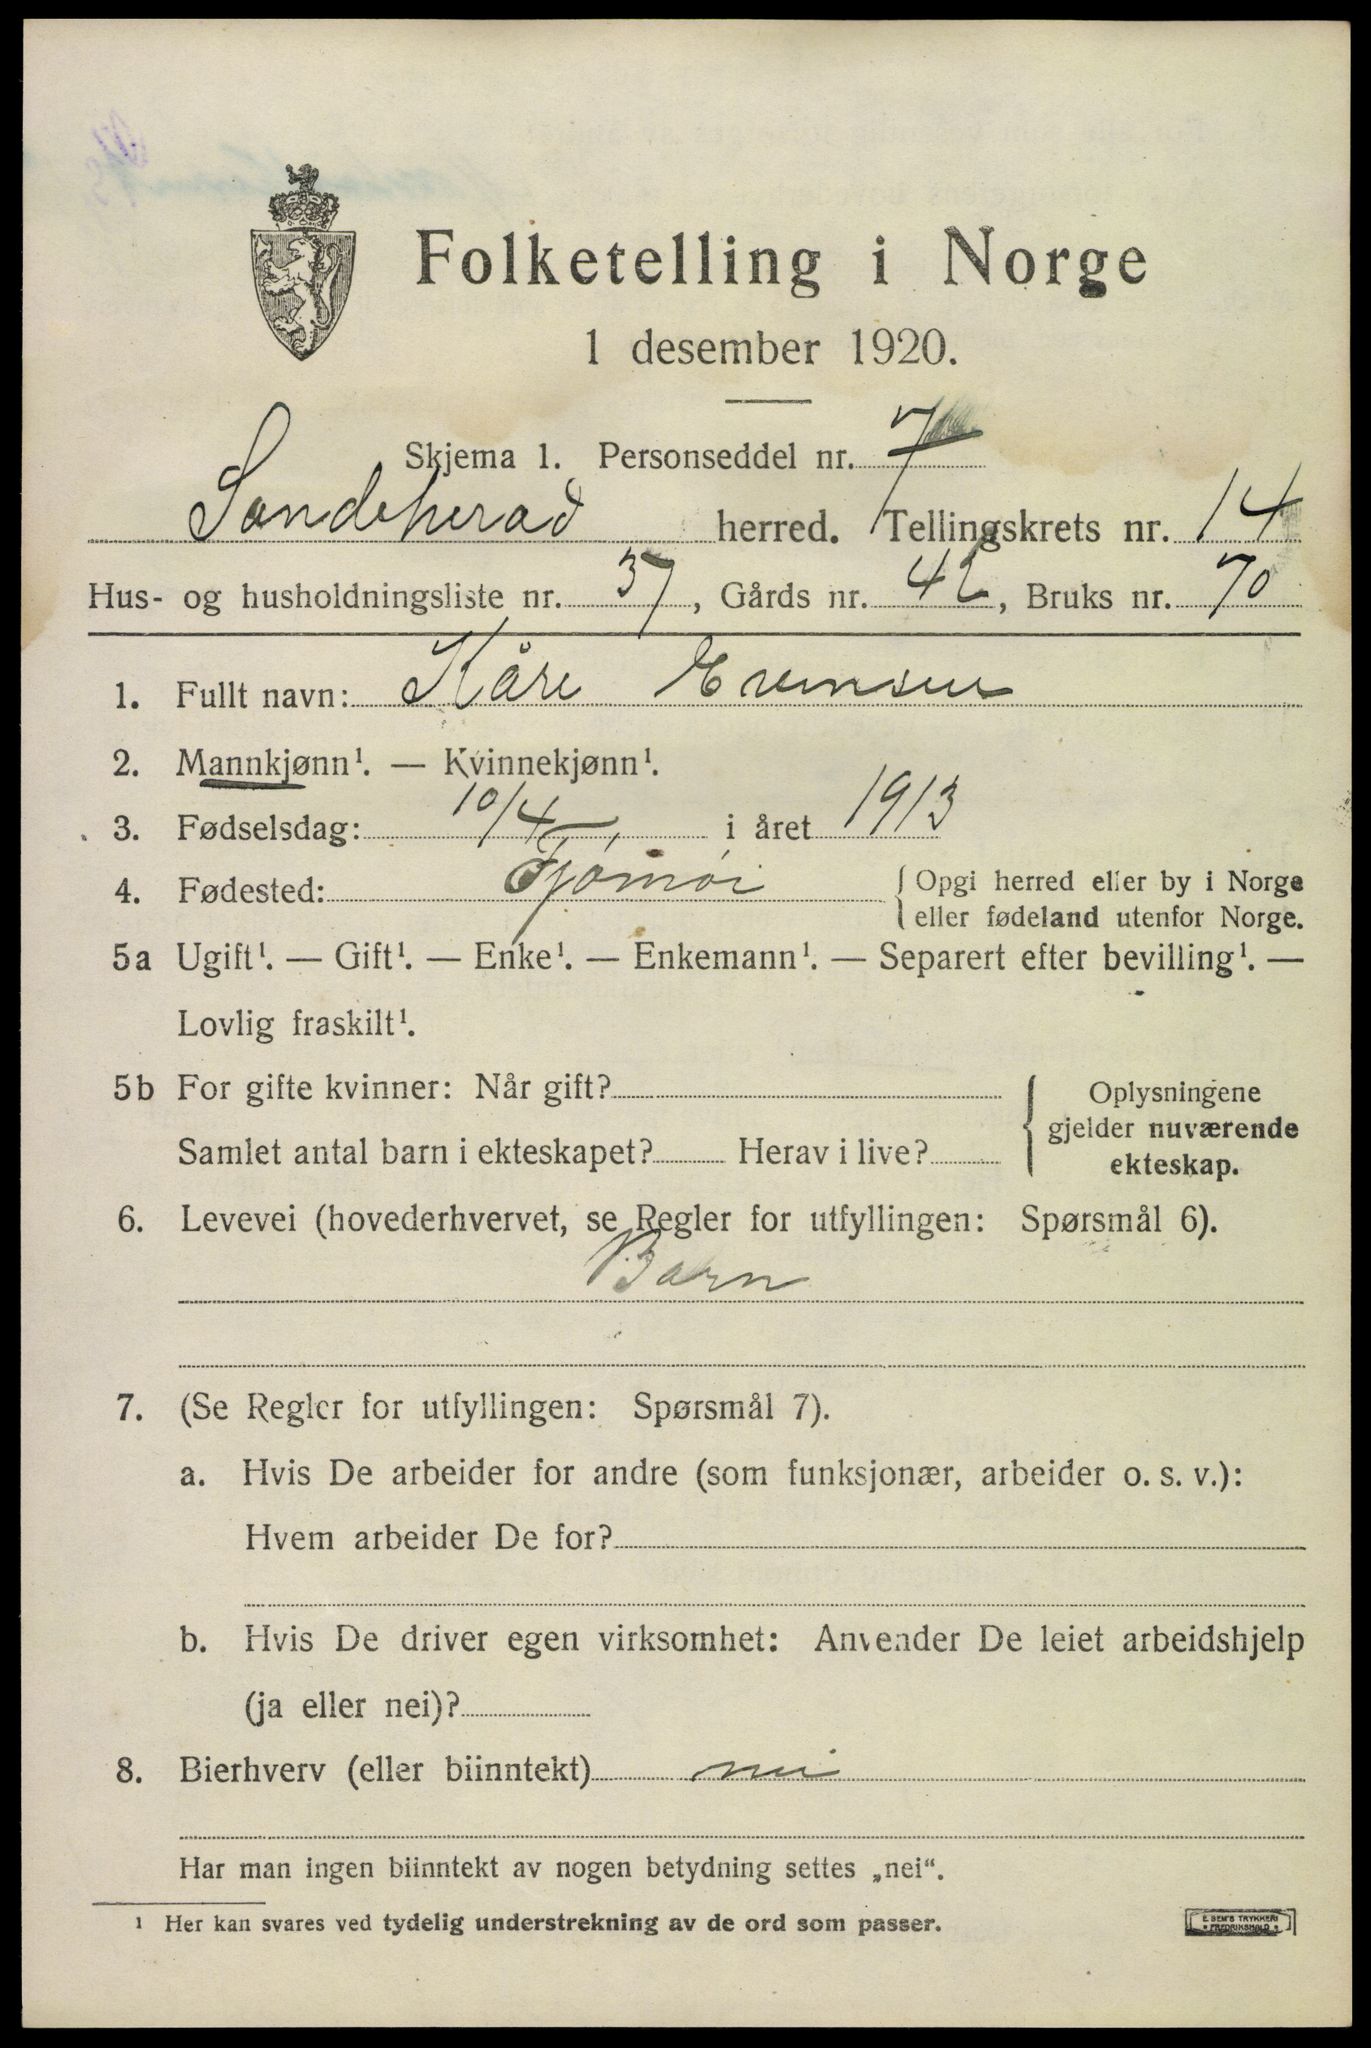 Folketelling i Norge
1 desember 1920.
Skjema 1. Personseddel nr. 7
Sandeherad herred. Tellingskrets nr. 14
Hus- og husholdningsliste nr. 37, Gårds nr. 42, Bruks nr. 70
1. Fullt navn: Kåre Evensen
2. Mannkjønn¹. — Kvinnekjønn¹.
3. Fødselsdag: 10/4 i året 1913
4. Fødested: Tjømøi { Opgi herred eller by i Norge
eller fødeland utenfor Norge.
5a Ugift¹. — Gift¹. — Enke¹. — Enkemann¹. — Separert efter bevilling¹. —
Lovlig fraskilt¹.
5b For gifte kvinner: Når gift?
Samlet antal barn i ekteskapet? Herav i live?
{ Oplysningene
gjelder nuværende
ekteskap.
6. Levevei (hovederhvervet, se Regler for utfyllingen: Spørsmål 6).
Barn
7. (Se Regler for utfyllingen: Spørsmål 7).
a. Hvis De arbeider for andre (som funksjonær, arbeider o. s. v.):
Hvem arbeider De for?
b. Hvis De driver egen virksomhet: Anvender De leiet arbeidshjelp
(ja eller nei)?
8. Bierhverv (eller biinntekt) nei
Har man ingen biinntekt av nogen betydning settes „nei“.
¹ Her kan svares ved tydelig understrekning av de ord som passer.
E. SEM'S TRYKKERI
* FREDRIKSHALD *